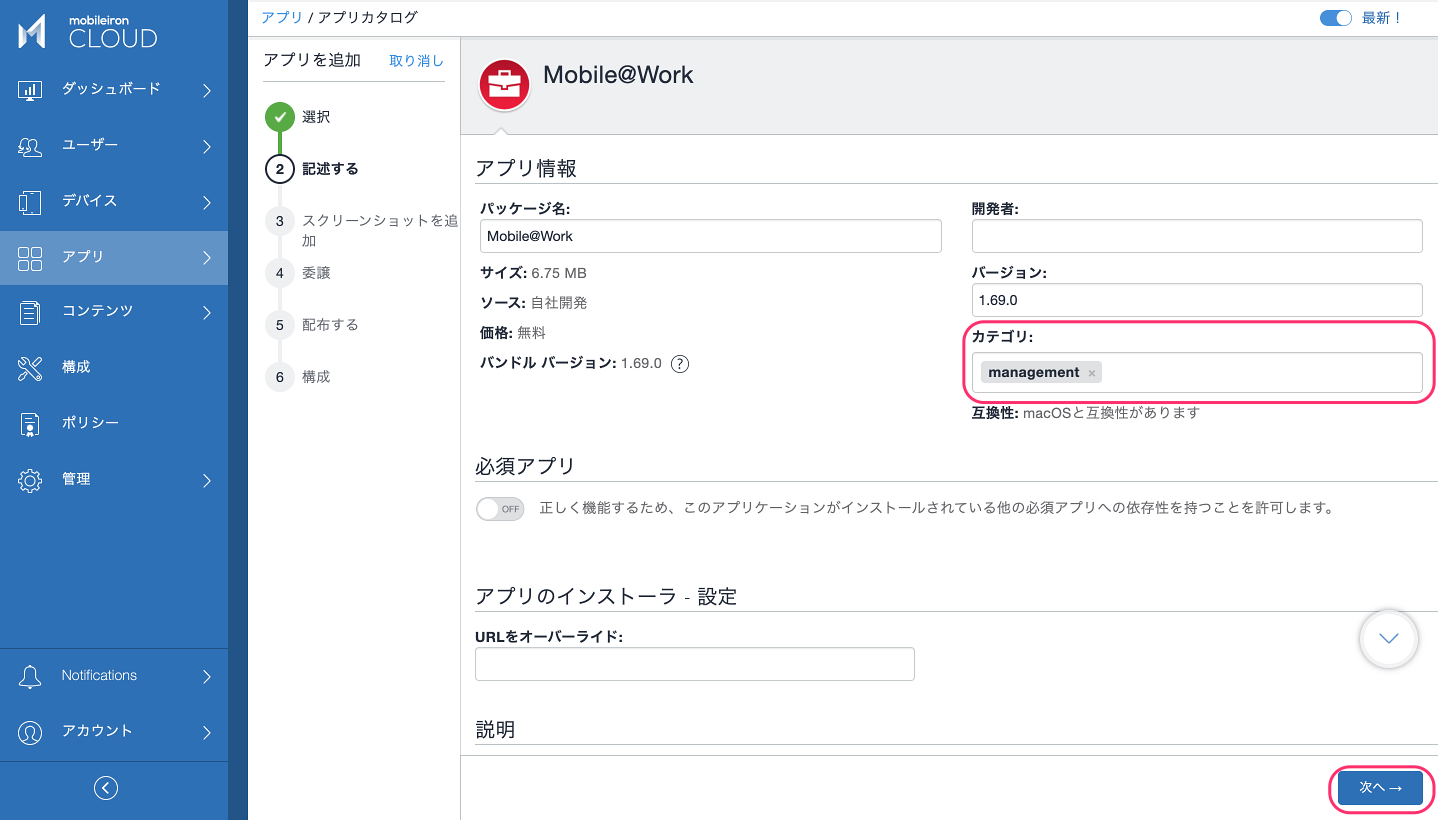 mobileiron
CLOUD
ダッシュボード
ユーザー
デバイス
アプリ
コンテンツ
構成
ポリシー
管理
Notifications
アカウント
アプリ / アプリカタログ
最新！
アプリを追加 取り消し
選択
2 記述する
3 スクリーンショットを追
加
4 委譲
5 配布する
6 構成
Mobile@Work
アプリ情報
パッケージ名:
Mobile@Work
サイズ: 6.75 MB
ソース: 自社開発
価格: 無料
バンドル バージョン: 1.69.0 ?
開発者:
バージョン:
1.69.0
カテゴリ:
management ×
互換性: macOSと互換性があります
必須アプリ
OFF 正しく機能するため、このアプリケーションがインストールされている他の必須アプリへの依存性を持つことを許可します。
アプリのインストーラ - 設定
URLをオーバーライド:
説明
次へ →